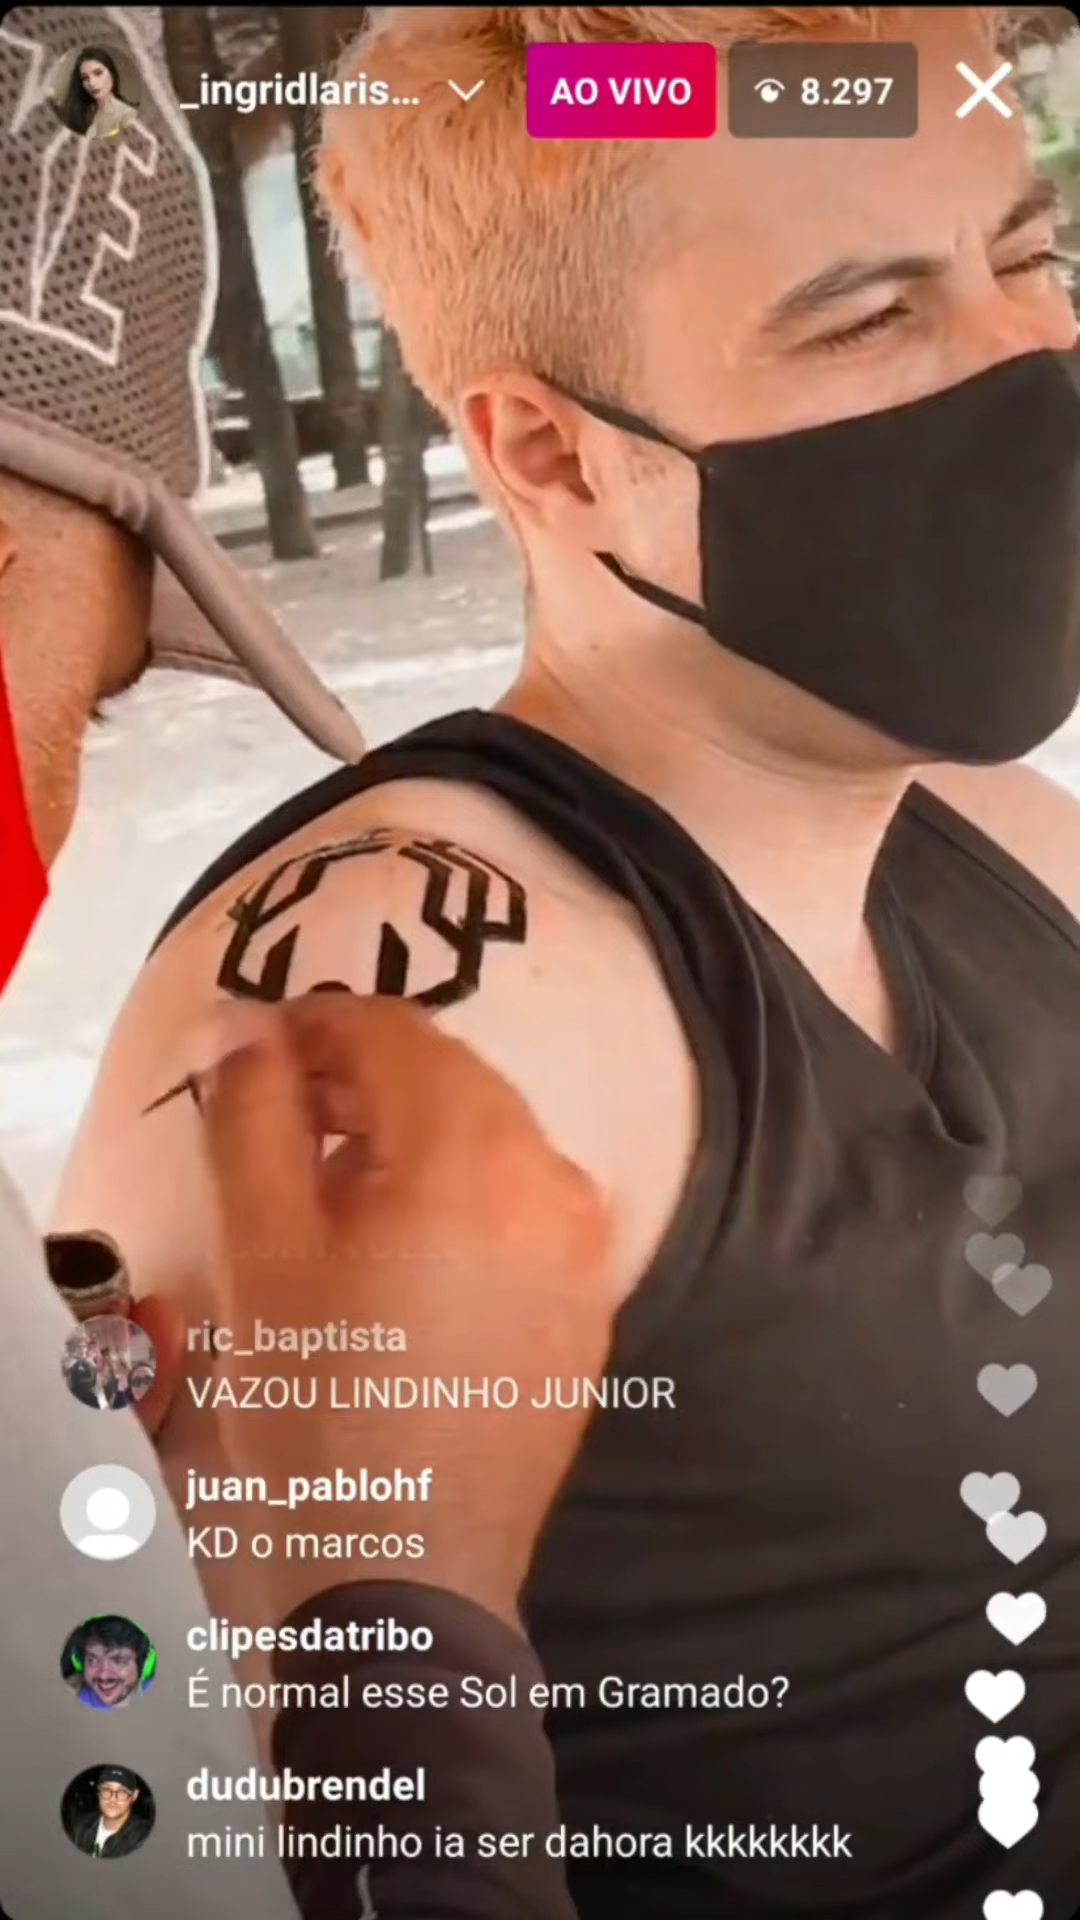 _ingridlaris...
AO VIVO
8.297
E
ric_baptista
VAZOU LINDINHO JUNIOR
juan_pablohf
KD o marcos
clipesdatribo
É normal esse Sol em Gramado?
dudubrendel
mini lindinho ia ser dahora kkkkkkkk